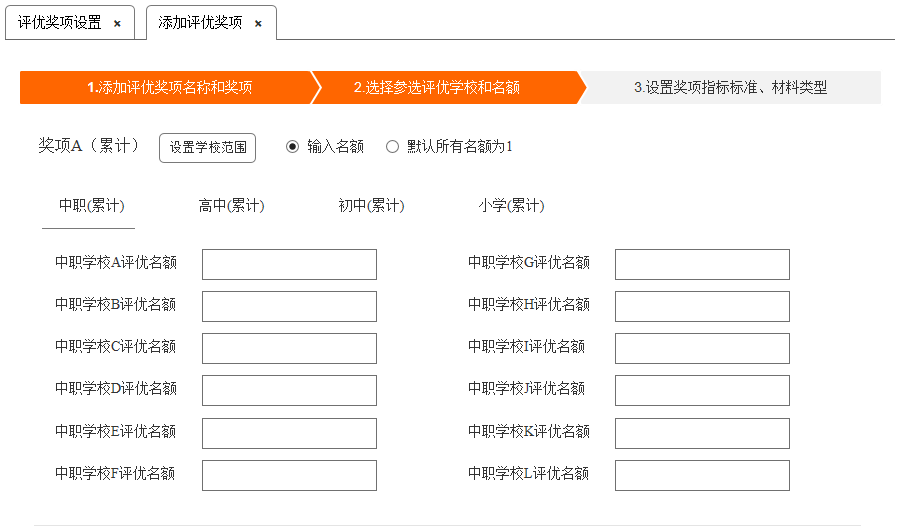 评优奖项设置 × 添加评优奖项 ×
1.添加评优奖项名称和奖项 2.选择参选评优学校和名额 3.设置奖项指标标准、材料类型
奖项A（累计） 设置学校范围 输入名额 默认所有名额为1
中职(累计) 高中(累计) 初中(累计) 小学(累计)
中职学校A评优名额 中职学校G评优名额
中职学校B评优名额 中职学校H评优名额
中职学校C评优名额 中职学校I评优名额
中职学校D评优名额 中职学校J评优名额
中职学校E评优名额 中职学校K评优名额
中职学校F评优名额 中职学校L评优名额